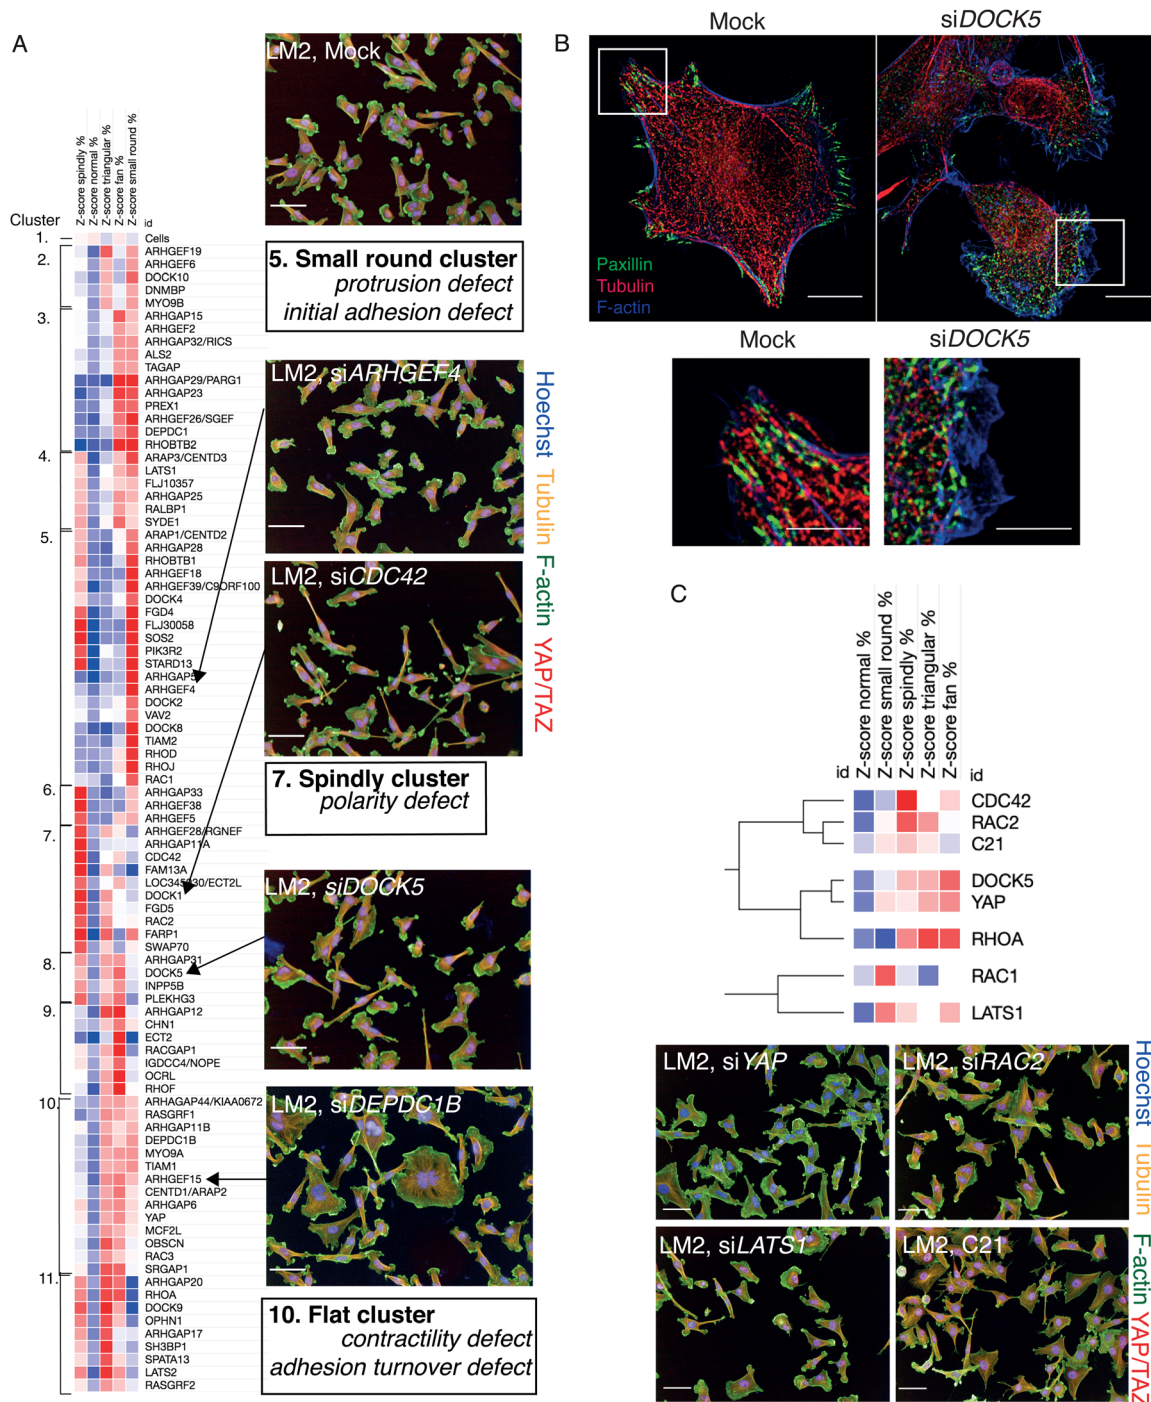 A
Z-score spindly %
Z-score normal %
Z-score triangular %
Z-score fan %
Z-score small round %
Cluster
id
1.
2.
3.
4.
5.
6.
7.
8.
9.
10.
11.
Cells
ARHGEF19
ARHGEF6
DOCK10
DNMBP
MYO9B
ARHGAP15
ARHGEF2
ARHGAP32/RICS
ALS2
TAGAP
ARHGAP29/PARG1
ARHGAP23
PREX1
ARHGEF26/SGEF
DEPDC1
RHOBTB2
ARAP3/CENTD3
LATS1
FLJ10357
ARHGAP25
RALBP1
SYDE1
ARAP1/CENTD2
ARHGAP28
RHOBTB1
ARHGEF18
ARHGEF39/C9ORF100
DOCK4
FGD4
FLJ30058
SOS2
PIK3R2
STARD13
ARHGAP5
ARHGEF4
DOCK2
VAV2
DOCK8
TIAM2
RHOD
RHOJ
RAC1
ARHGAP33
ARHGEF38
ARHGEF5
ARHGEF28/RGNEF
ARHGAP11A
CDC42
FAM13A
LOC345930/ECT2L
DOCK1
FGD5
RAC2
FARP1
SWAP70
ARHGAP31
DOCK5
INPP5B
PLEKHG3
ARHGAP12
CHN1
ECT2
RACGAP1
IGDCC4/NOPE
OCRL
RHOF
ARHAGAP44/KIAA0672
RASGRF1
ARHGAP11B
DEPDC1B
MYO9A
TIAM1
ARHGEF15
CENTD1/ARAP2
ARHGAP6
YAP
MCF2L
OBSCN
RAC3
SRGAP1
ARHGAP20
RHOA
DOCK9
OPHN1
ARHGAP17
SH3BP1
SPATA13
LATS2
RASGRF2
LM2, Mock
5. Small round cluster
protrusion defect
initial adhesion defect
LM2, siARHGEF4
LM2, siCDC42
Hoechst Tubulin F-actin YAP/TAZ
7. Spindly cluster
polarity defect
LM2, siDOCK5
LM2, siDEPDC1B
10. Flat cluster
contractility defect
adhesion turnover defect
B
Mock
siDOCK5
Paxillin
Tubulin
F-actin
Mock
siDOCK5
C
Z-score normal %
Z-score small round %
Z-score spindly %
Z-score triangular %
Z-score fan %
id
id
CDC42
RAC2
C21
DOCK5
YAP
RHOA
RAC1
LATS1
LM2, siYAP
LM2, siRAC2
LM2, siLATS1
LM2, C21
Hoechst Tubulin
F-actin YAP/TAZ